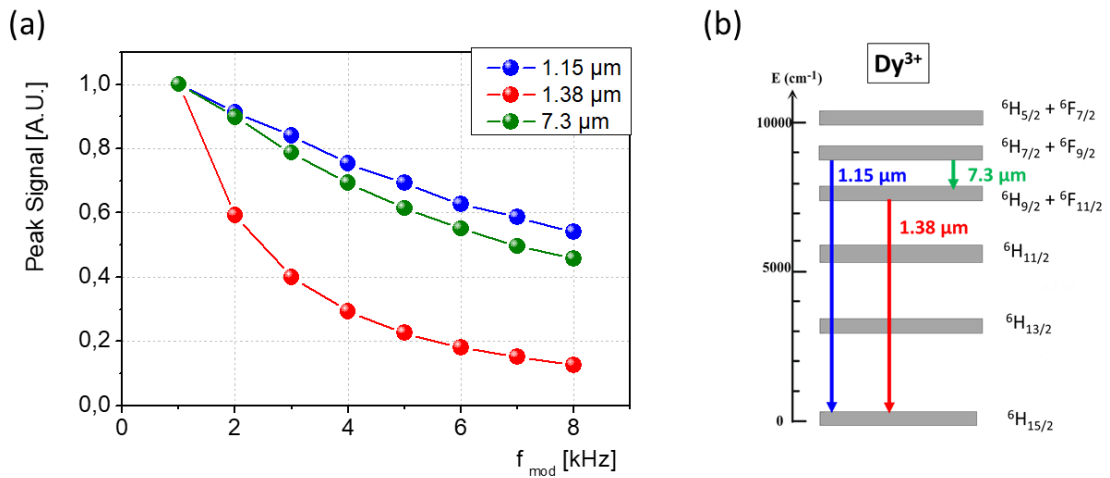 (a)
Peak Signal [A.U.]
1,0
0,8
0,6
0,4
0,2
0,0
0
2
4
6
8
f mod [kHz]
1.15 µm
1.38 µm
7.3 µm
(b)
Dy³⁺
E (cm⁻¹)
10000
5000
0
⁶H₅/₂ + ⁶F₇/₂
⁶H₇/₂ + ⁶F₉/₂
1.15 µm
7.3 µm
⁶H₉/₂ + ⁶F₁₁/₂
1.38 µm
⁶H₁₁/₂
⁶H₁₃/₂
⁶H₁₅/₂